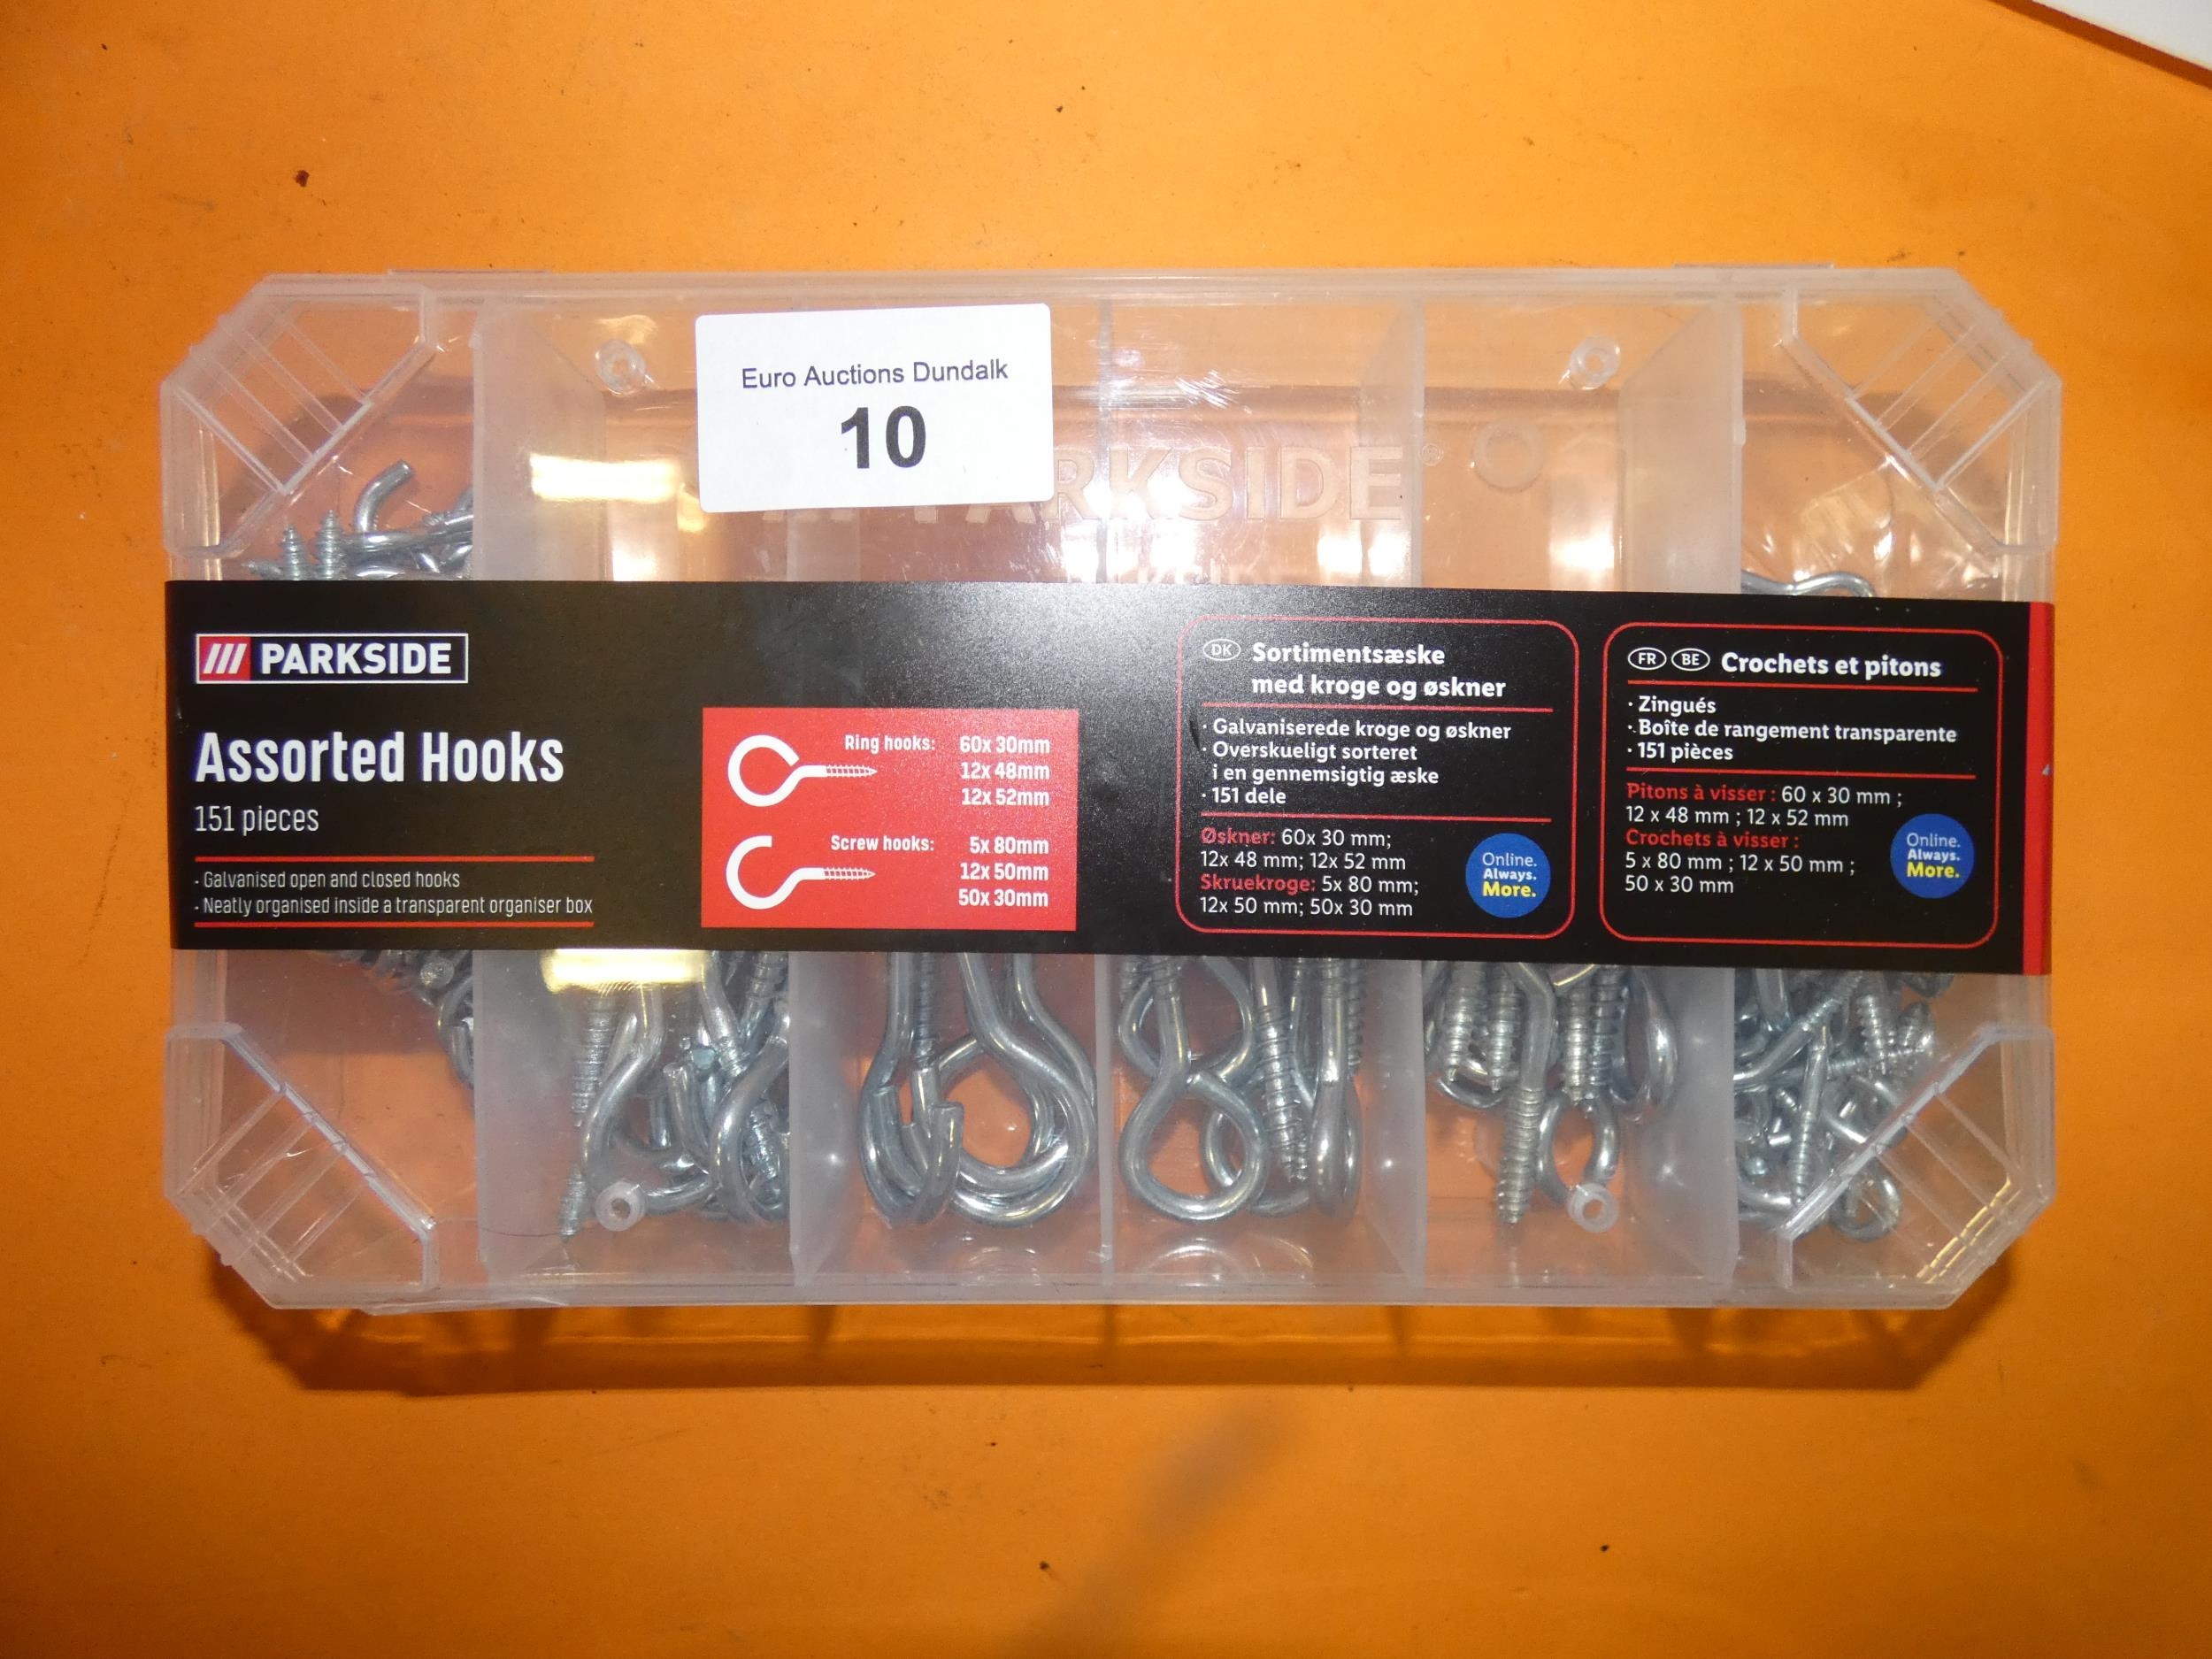 Euro Auctions Dundalk
10
PARKSIDE®
PARKSIDE
Assorted Hooks
151 pieces
- Galvanised open and closed hooks
- Neatly organised inside a transparent organiser box
Ring hooks: 60x 30mm
12x 48mm
12x 52mm
Screw hooks: 5x 80mm
12x 50mm
50x 30mm
DK Sortimentsæske
med kroge og øskner
· Galvaniserede kroge og øskner
· Overskueligt sorteret
i en gennemsigtig æske
· 151 dele
Øskner: 60x 30 mm;
12x 48 mm; 12x 52 mm
Skruekroge: 5x 80 mm;
12x 50 mm; 50x 30 mm
Online.
Always.
More.
FR BE Crochets et pitons
· Zingués
· Boîte de rangement transparente
· 151 pièces
Pitons à visser : 60 x 30 mm ;
12 x 48 mm ; 12 x 52 mm
Crochets à visser :
5 x 80 mm ; 12 x 50 mm ;
50 x 30 mm
Online.
Always.
More.